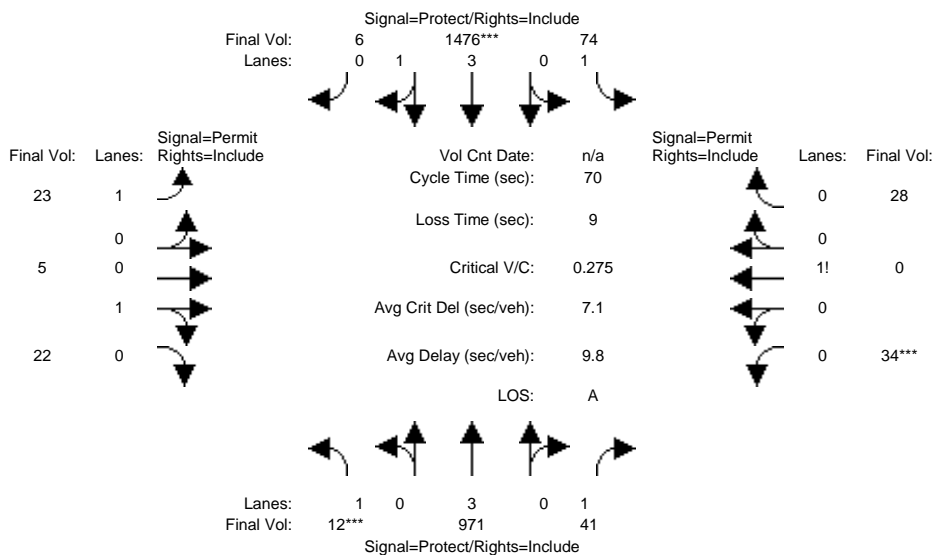 Signal=Protect/Rights=Include
Final Vol: 6 1476*** 74
Lanes: 0 1 3 0 1
Signal=Permit Signal=Permit
Final Vol: Lanes: Rights=Include Vol Cnt Date: n/a Rights=Include Lanes: Final Vol:
Cycle Time (sec): 70
23 1 0 28
Loss Time (sec): 9
0 0
5 0 Critical V/C: 0.275 1! 0
1 Avg Crit Del (sec/veh): 7.1 0
22 0 Avg Delay (sec/veh): 9.8 0 34***
LOS: A
Lanes: 1 0 3 0 1
Final Vol: 12*** 971 41
Signal=Protect/Rights=Include